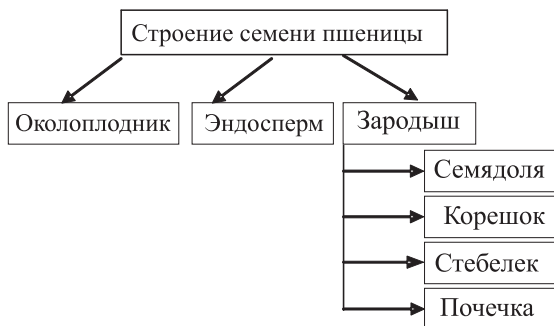 Строение семени пшеницы
Околоплодник
Эндосперм
Зародыш
Семядоля
Корешок
Стебелек
Почечка